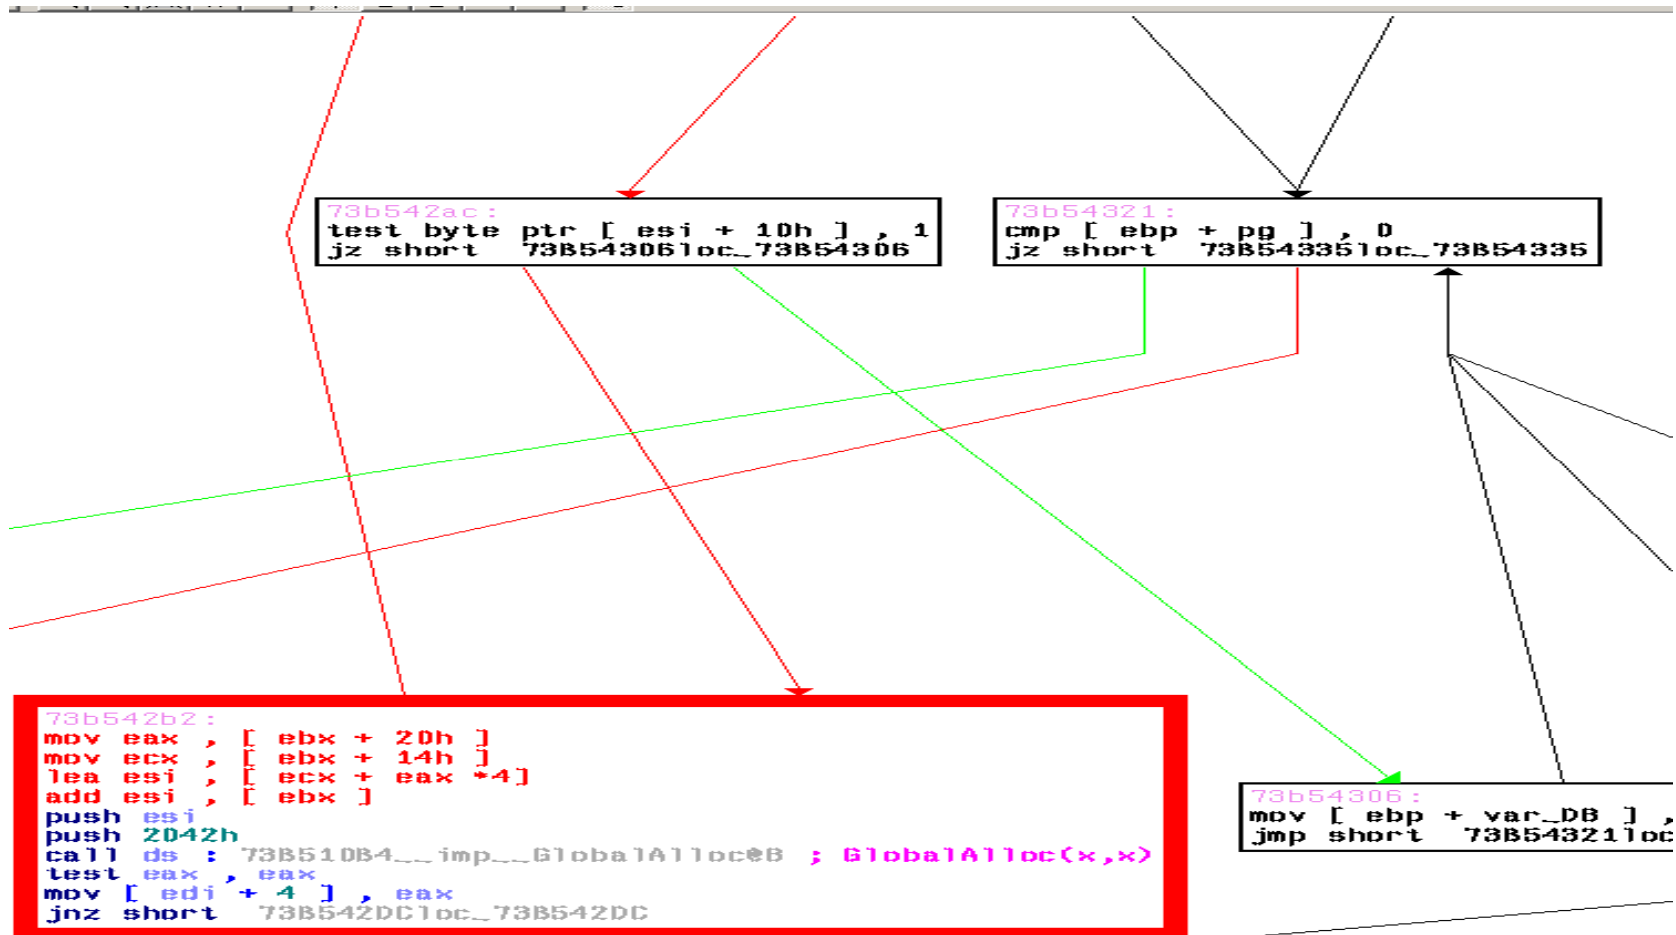 73b542ac:
test byte ptr [ esi + 10h ] , 1
jz short 73B54306loc_73B54306
73b54321:
cmp [ ebp + pg ] , 0
jz short 73B54335loc_73B54335
73b542b2:
mov eax , [ ebx + 20h ]
mov ecx , [ ebx + 14h ]
lea esi , [ ecx + eax *4]
add esi , [ ebx ]
push esi
push 2042h
call ds : 73B510B4__imp__GlobalAlloc@8 ; GlobalAlloc(x,x)
test eax , eax
mov [ edi + 4 ] , eax
jnz short 73B542DCloc_73B542DC
73b54306:
mov [ ebp + var_D8 ] ,
jmp short 73B54321loc